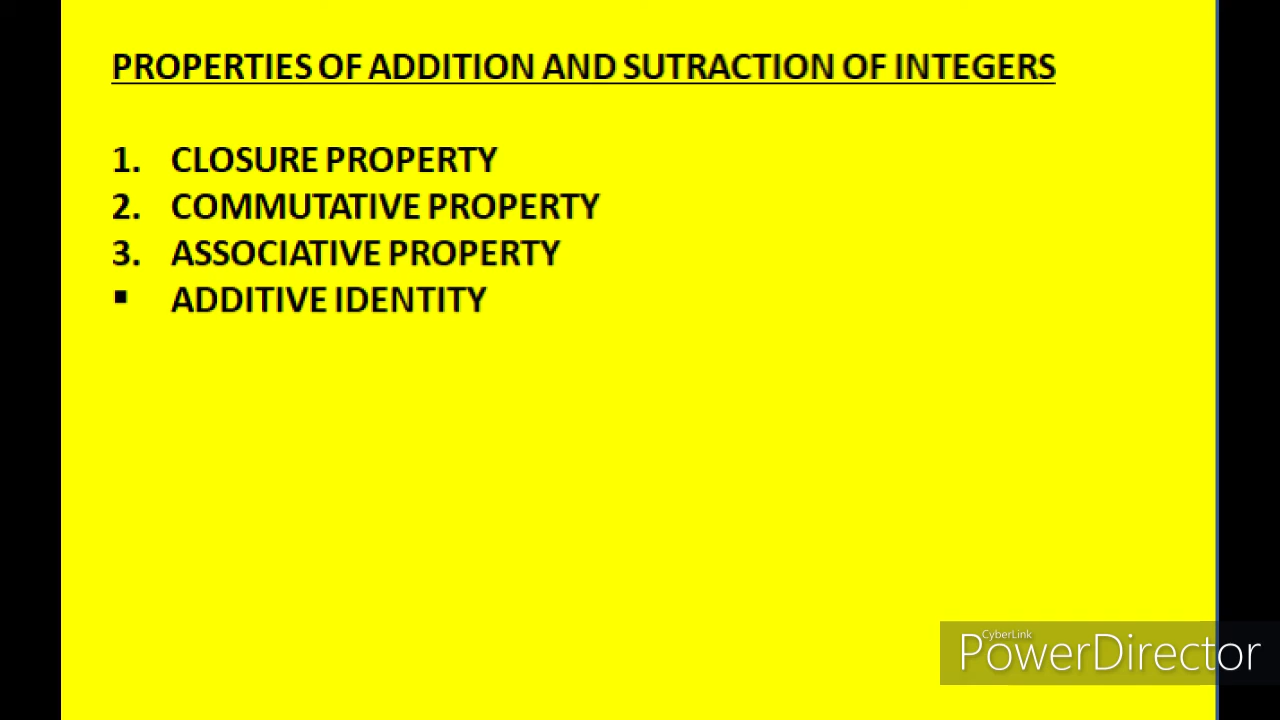 PROPERTIES OF ADDITION AND SUTRACTION OF INTEGERS
1. CLOSURE PROPERTY
2. COMMUTATIVE PROPERTY
3. ASSOCIATIVE PROPERTY
▪ ADDITIVE IDENTITY
CyberLink
PowerDirector